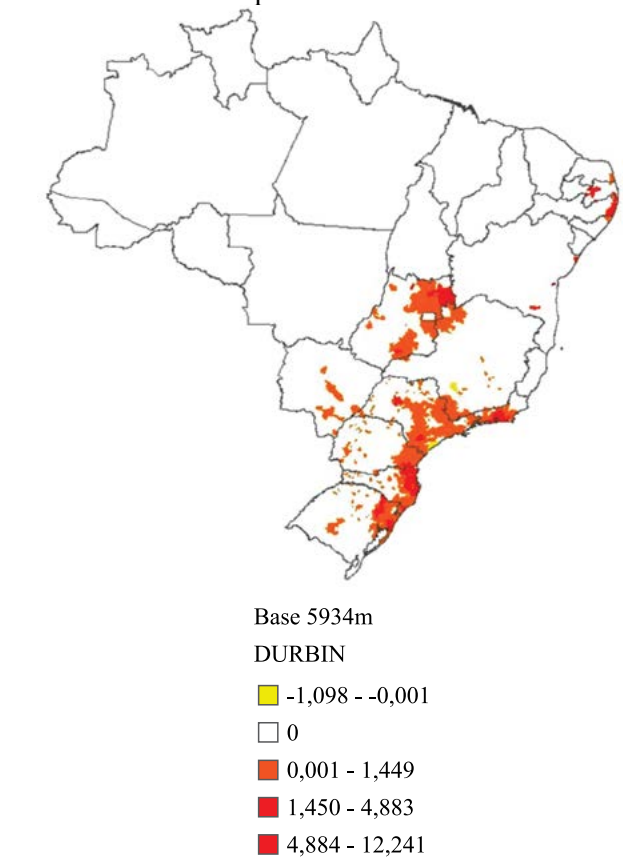 Base 5934m
DURBIN
-1,098 - -0,001
0
0,001 - 1,449
1,450 - 4,883
4,884 - 12,241